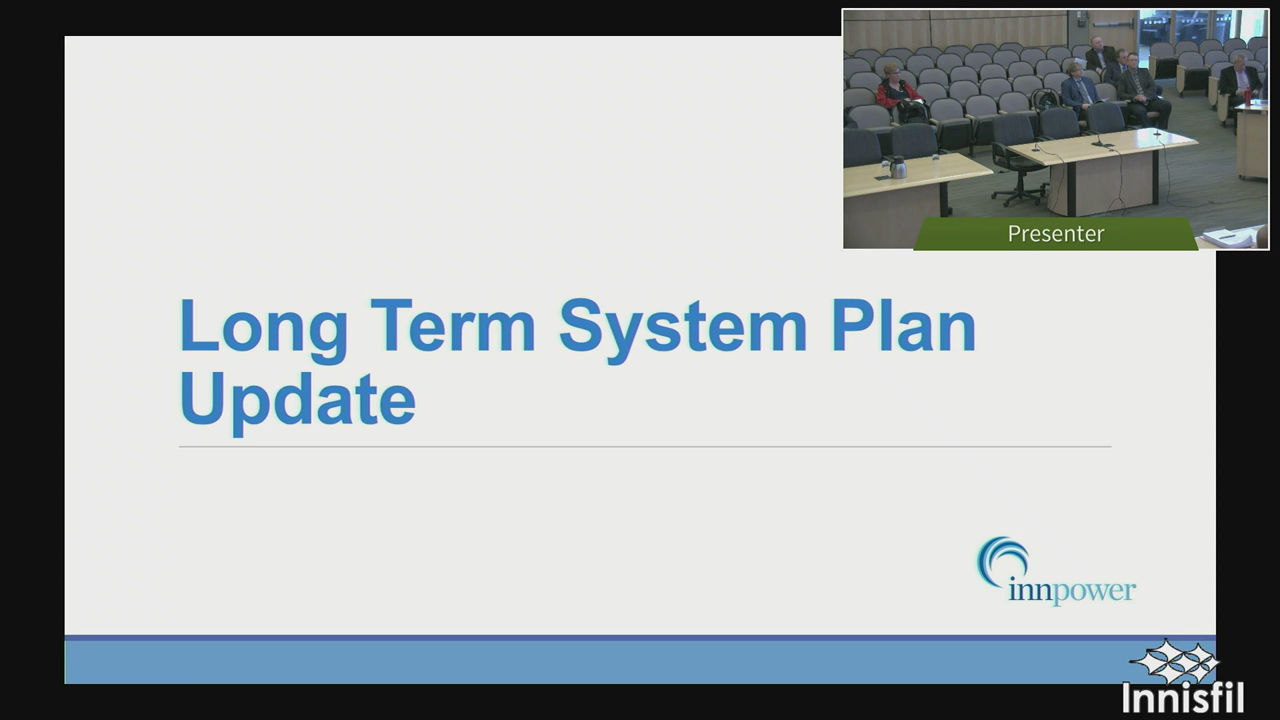 Presenter
Long Term System Plan
Update
innpower
Innisfil